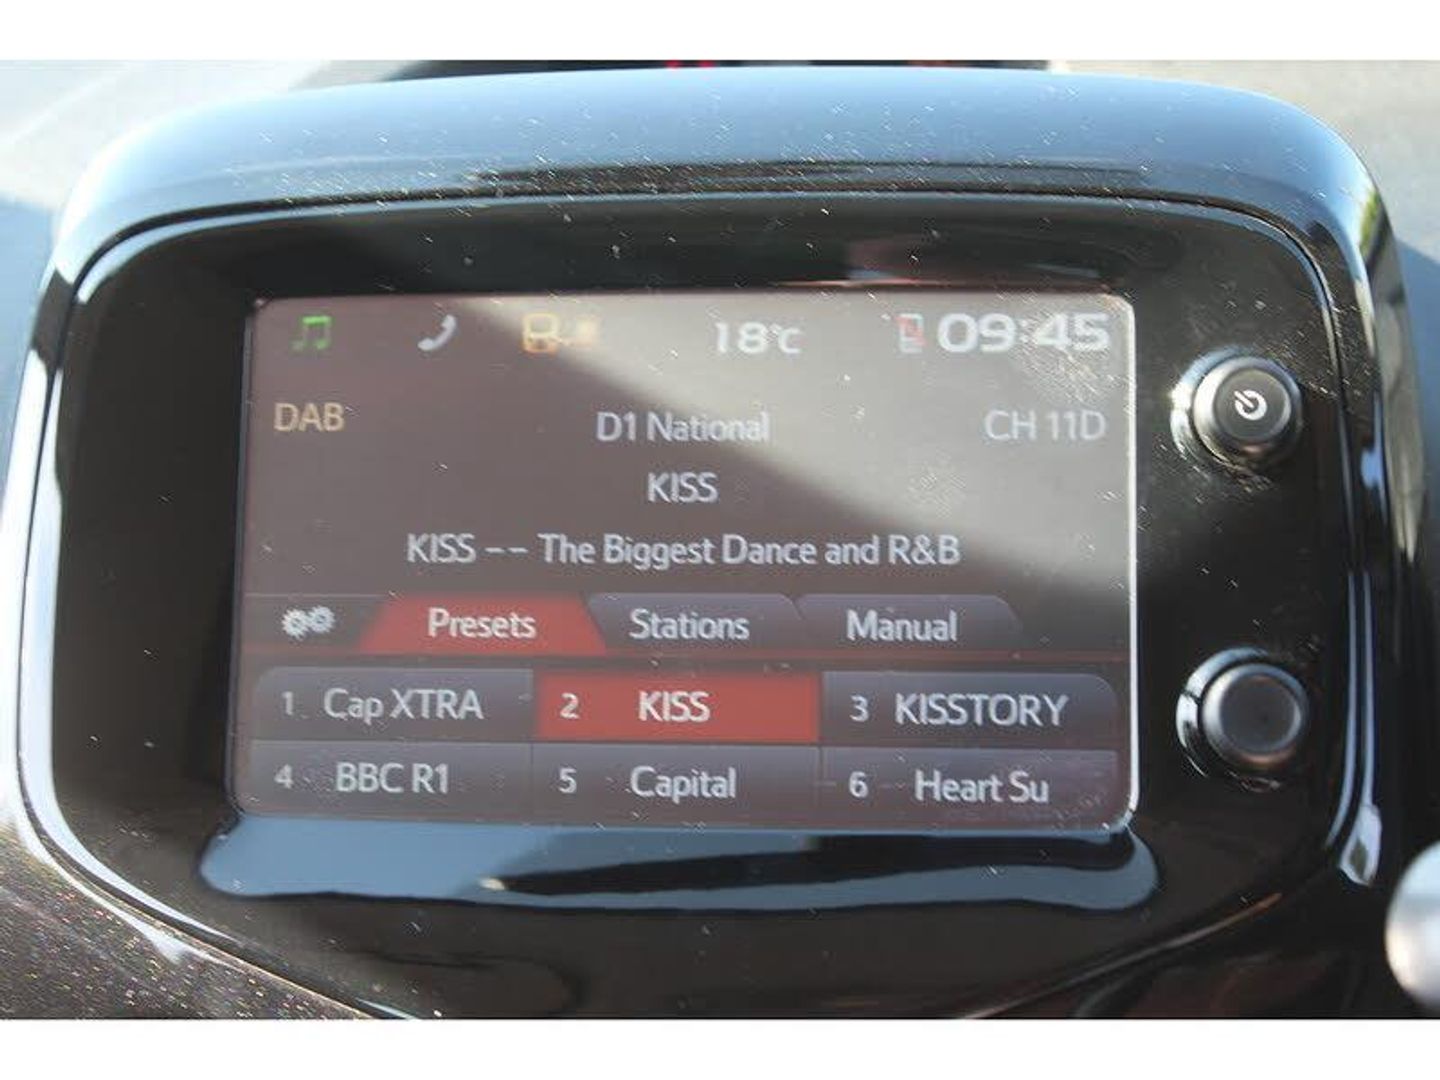 18°C 09:45
DAB D1 National CH 11D
KISS
KISS -- The Biggest Dance and R&B
Presets Stations Manual
1 Cap XTRA 2 KISS 3 KISSTORY
4 BBC R1 5 Capital 6 Heart Su